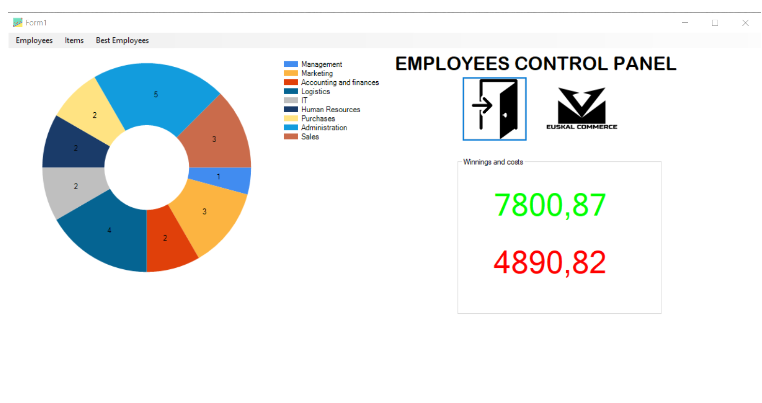 Form1
Employees Items Best Employees
EMPLOYEES CONTROL PANEL
Management
Marketing
Accounting and finances
Logistics
IT
Human Resources
Purchases
Administration
Sales
5
2
3
2
1
2
3
4
2
EUSKAL COMMERCE
Winnings and costs
7800,87
4890,82